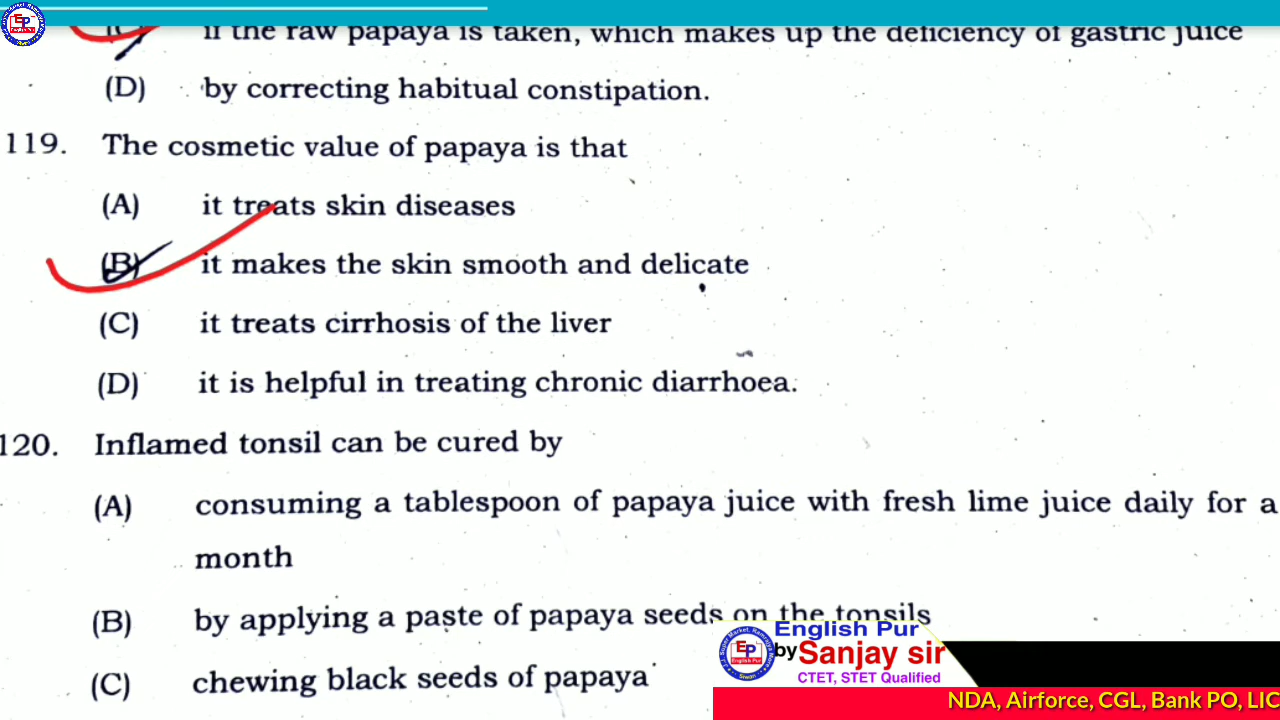 (C) if the raw papaya is taken, which makes up the deficiency of gastric juice
(D) by correcting habitual constipation.
119. The cosmetic value of papaya is that
(A) it treats skin diseases
(B) it makes the skin smooth and delicate
(C) it treats cirrhosis of the liver
(D) it is helpful in treating chronic diarrhoea.
120. Inflamed tonsil can be cured by
(A) consuming a tablespoon of papaya juice with fresh lime juice daily for a
month
(B) by applying a paste of papaya seeds on the tonsils
(C) chewing black seeds of papaya
EP
English Pur
by Sanjay sir
CTET, STET Qualified
NDA, Airforce, CGL, Bank PO, LIC